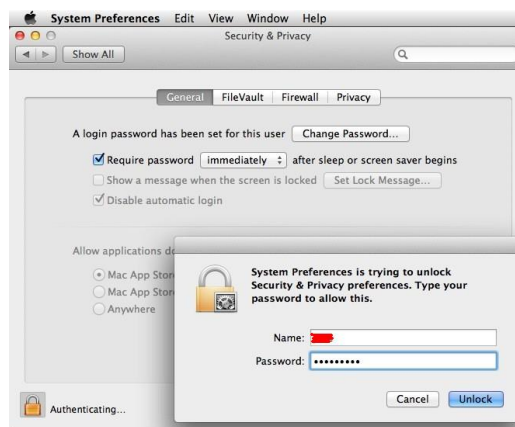 System Preferences Edit View Window Help
Security & Privacy
Show All
General FileVault Firewall Privacy
A login password has been set for this user Change Password...
Require password immediately after sleep or screen saver begins
Show a message when the screen is locked Set Lock Message...
Disable automatic login
Allow applications
Mac App
Mac App
Anywhere
System Preferences is trying to unlock
Security & Privacy preferences. Type your
password to allow this.
Name:
Password: •••••••••
Cancel Unlock
Authenticating...